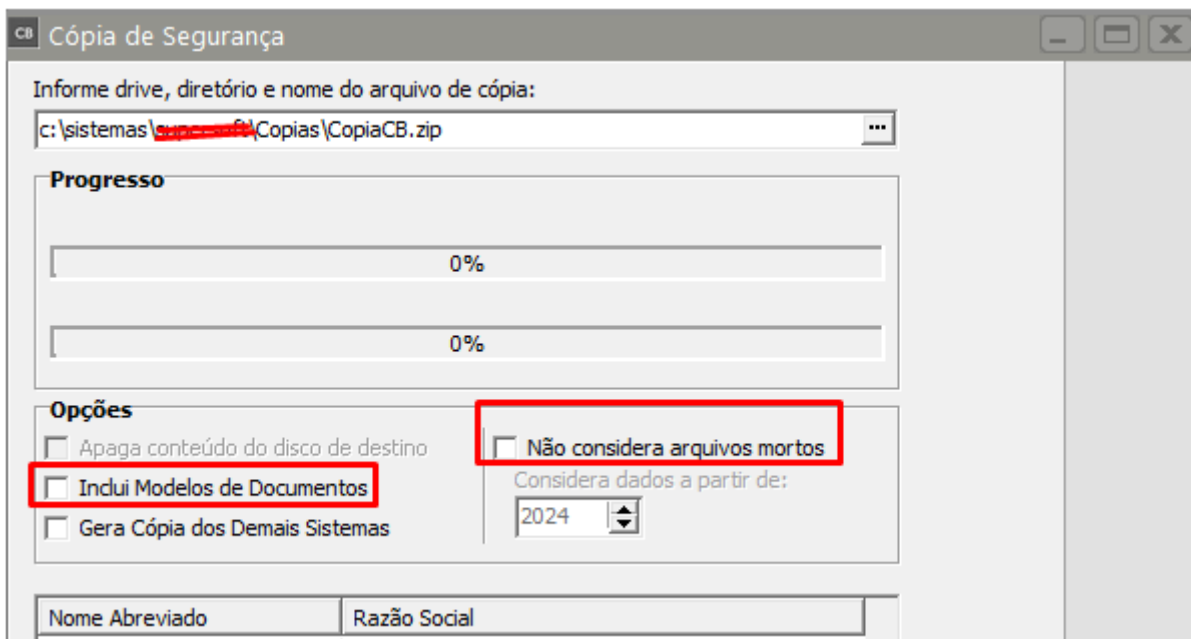 CB Cópia de Segurança
Informe drive, diretório e nome do arquivo de cópia:
c:\sistemas\ \Copias\CopiaCB.zip ...
Progresso
0%
0%
Opções
Apaga conteúdo do disco de destino
Inclui Modelos de Documentos
Gera Cópia dos Demais Sistemas
Não considera arquivos mortos
Considera dados a partir de:
2024
Nome Abreviado Razão Social